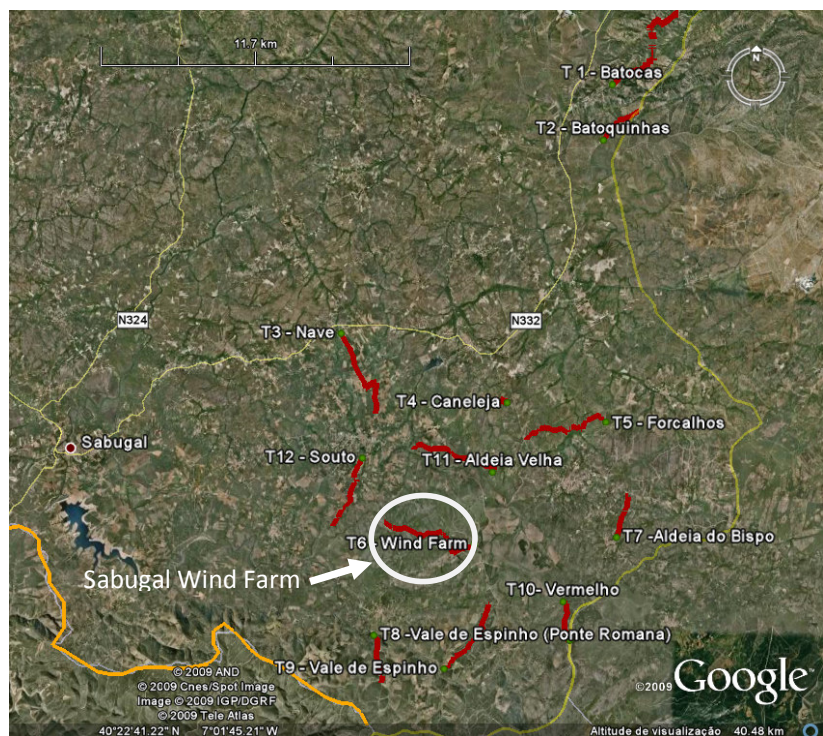 11.7 km
T 1 - Batocas
N
T2 - Batoquinhas
N324
N332
T3 - Nave
T4 - Caneleja
T5 - Forcalhos
Sabugal
T12 - Souto
T11 - Aldeia Velha
T6 - Wind Farm
T7 -Aldeia do Bispo
Sabugal Wind Farm
T10- Vermelho
T8 -Vale de Espinho (Ponte Romana)
T9 - Vale de Espinho
© 2009 AND
© 2009 Cnes/Spot Image
Image © 2009 IGP/DGRF
© 2009 Tele Atlas
©2009 Google
40°22'41.22" N 7°01'45.21" W
Altitude de visualização 40.48 km